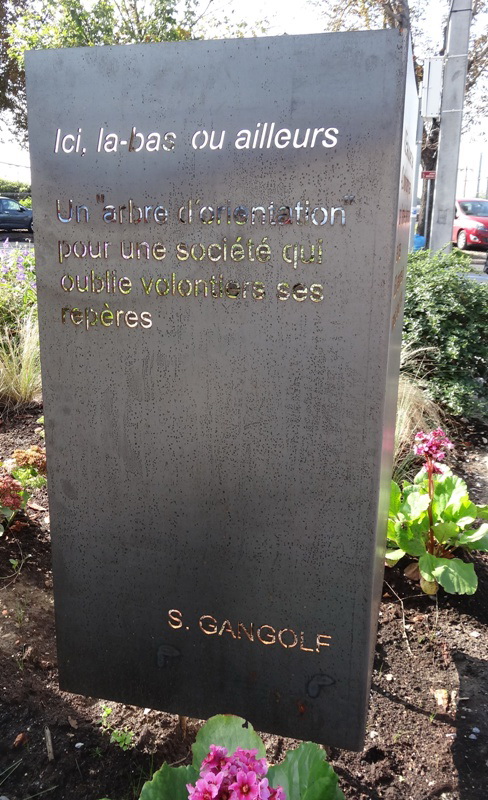 Ici, la-bas ou ailleurs
Un "arbre d'orientation"
pour une société qui
oublie volontiers ses
repères
S. GANGOLF